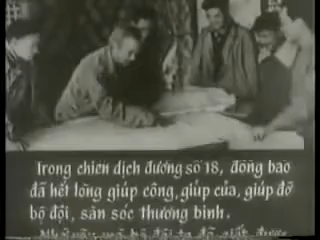 Trong chiến dịch đường số 18, đồng bào
đã hết lòng giúp công, giúp của, giúp đỡ
bộ đội, săn sóc thương binh.